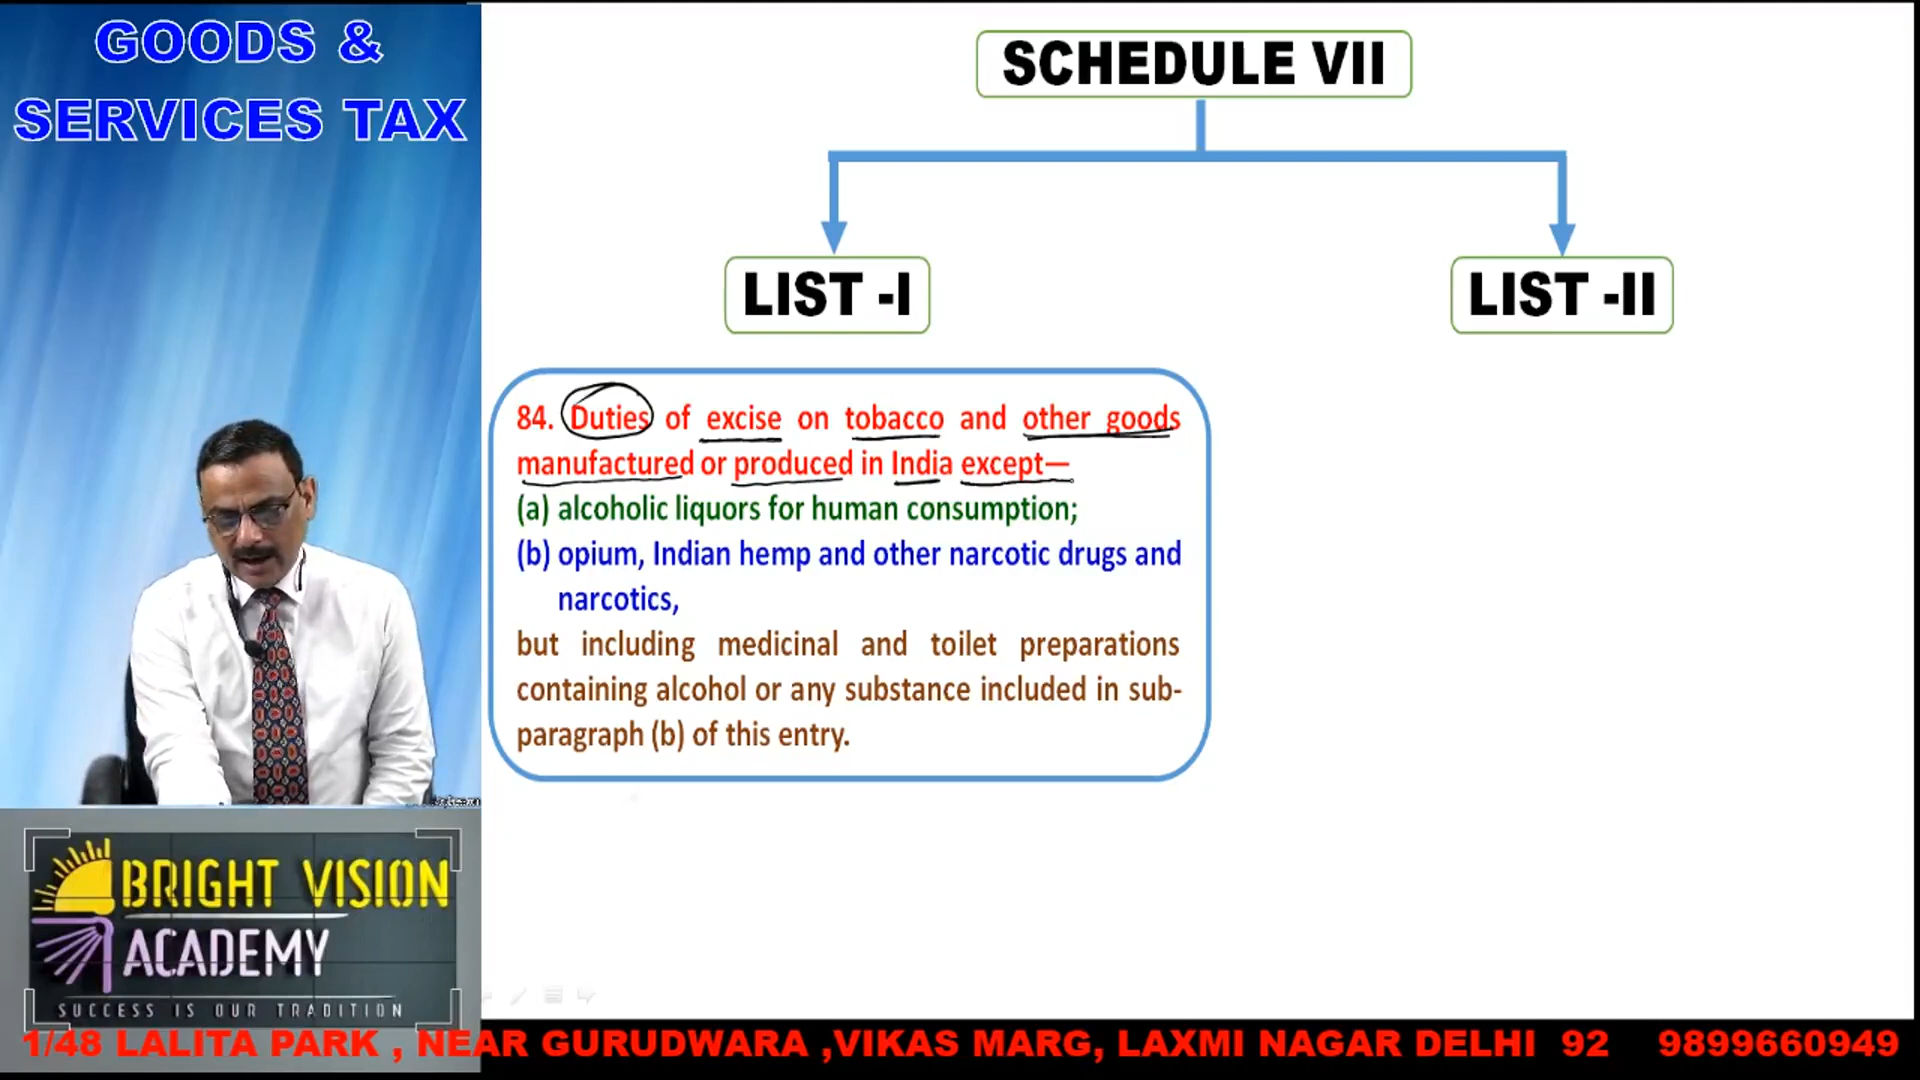 GOODS &
SERVICES TAX
SCHEDULE VII
LIST -I
LIST -II
84. Duties of excise on tobacco and other goods
manufactured or produced in India except—
(a) alcoholic liquors for human consumption;
(b) opium, Indian hemp and other narcotic drugs and
narcotics,
but including medicinal and toilet preparations
containing alcohol or any substance included in sub-
paragraph (b) of this entry.
BRIGHT VISION
ACADEMY
SUCCESS IS OUR TRADITION
1/48 LALITA PARK , NEAR GURUDWARA ,VIKAS MARG, LAXMI NAGAR DELHI 92 9899660949